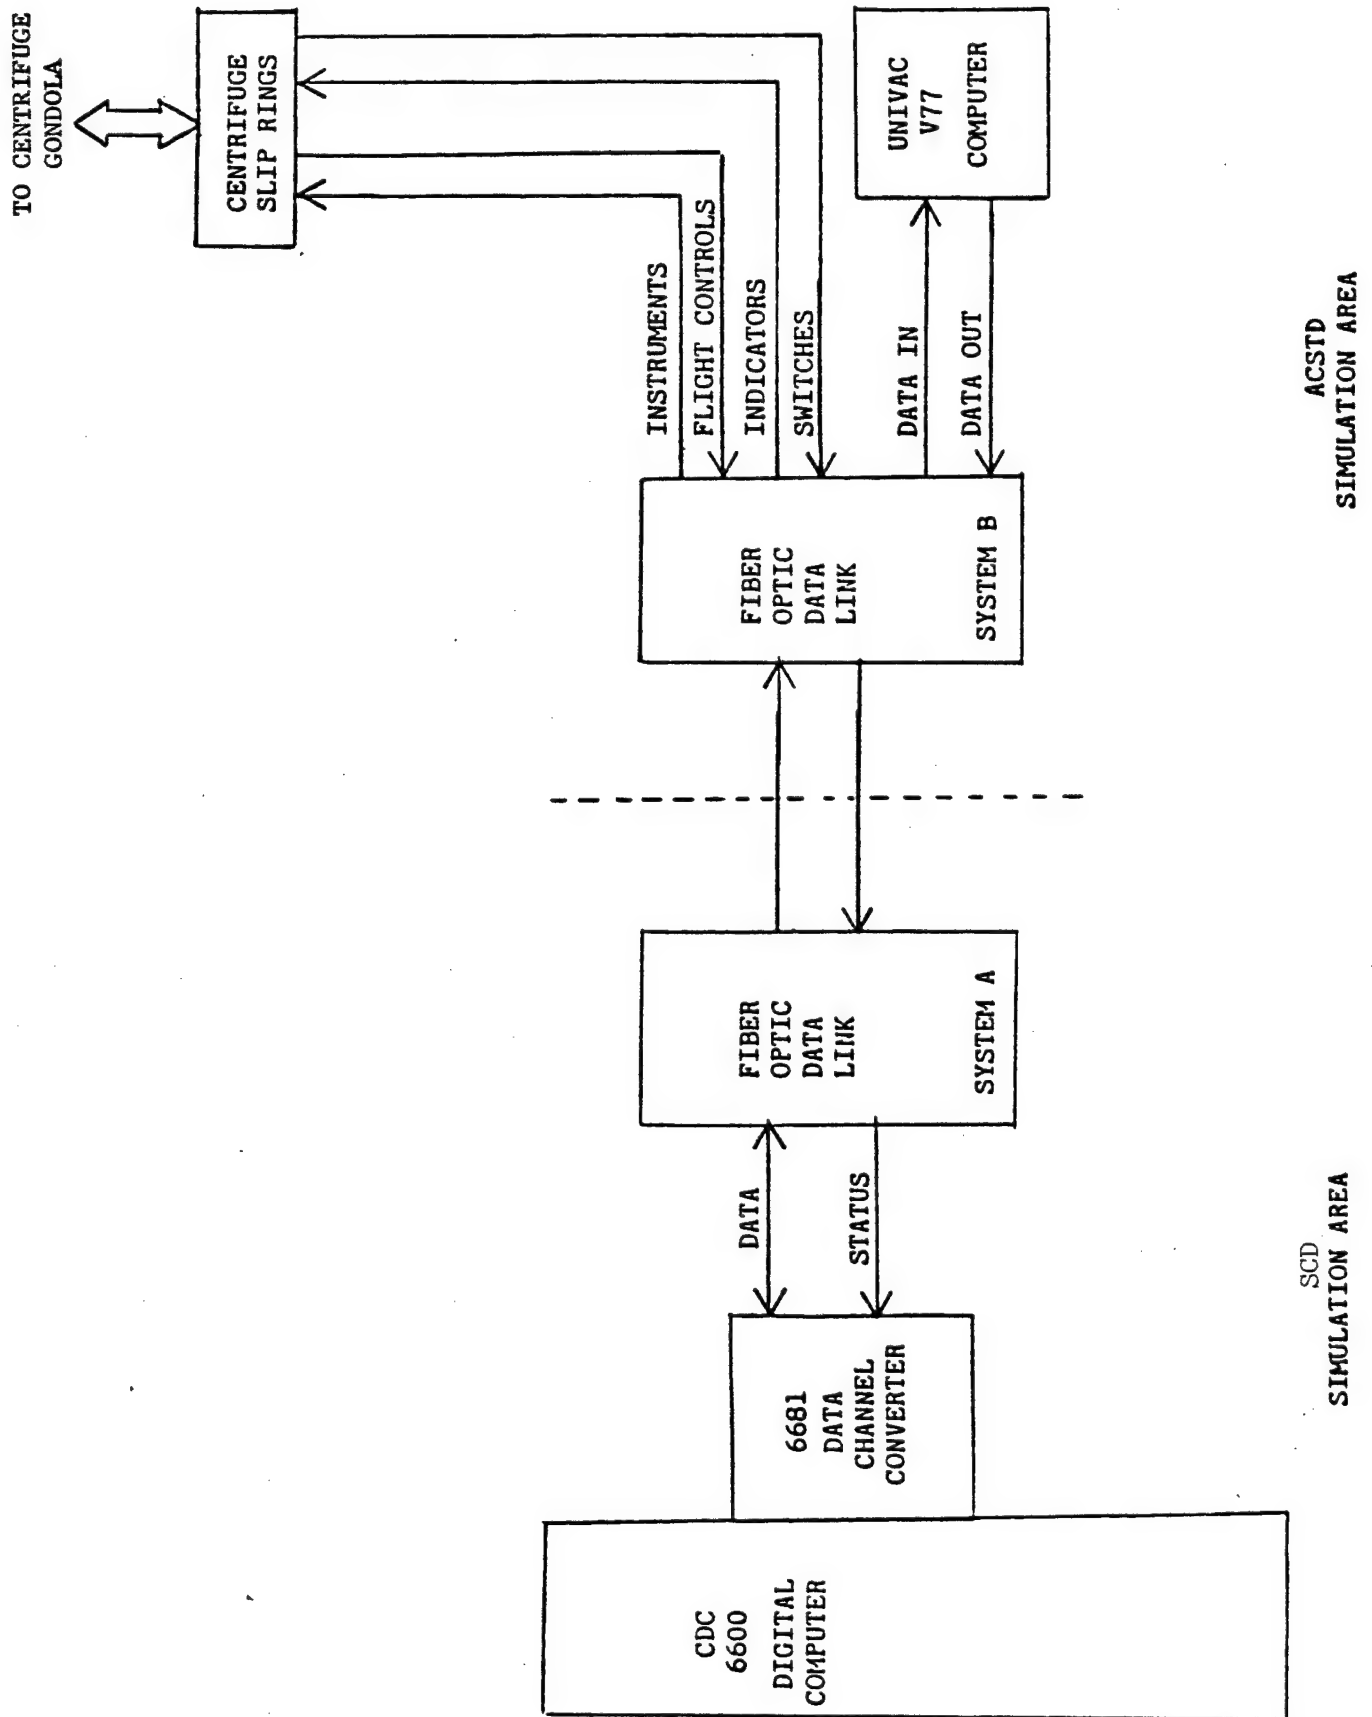 CDC
6600
DIGITAL
COMPUTER
6681
DATA
CHANNEL
CONVERTER
DATA
STATUS
FIBER
OPTIC
DATA
LINK
SYSTEM A
FIBER
OPTIC
DATA
LINK
SYSTEM B
INSTRUMENTS
FLIGHT CONTROLS
INDICATORS
SWITCHES
DATA IN
DATA OUT
TO CENTRIFUGE
GONDOLA
CENTRIFUGE
SLIP RINGS
UNIVAC
V77
COMPUTER
SCD
SIMULATION AREA
ACSTD
SIMULATION AREA